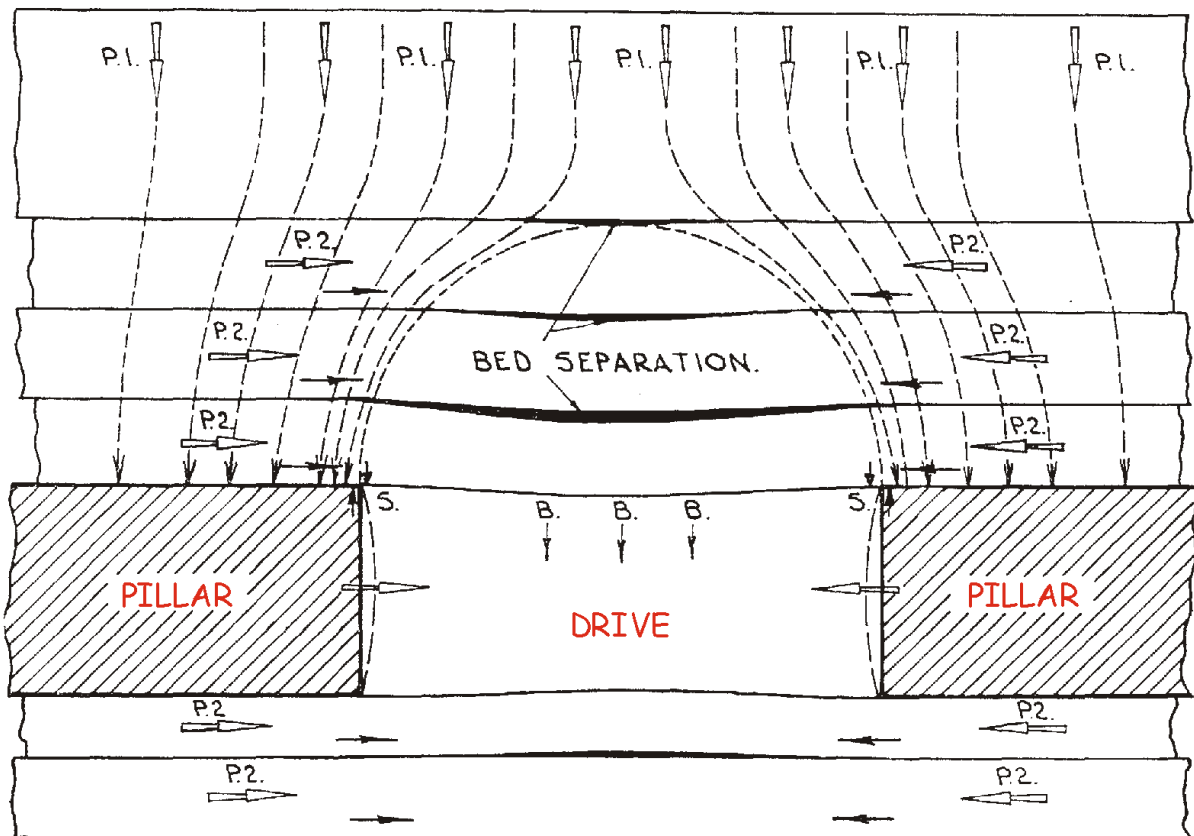 P.1. P.1. P.1. P.1. P.1.
P.2. P.2.
P.2. P.2.
BED SEPARATION.
P.2. P.2.
S. B. B. B. S.
PILLAR DRIVE PILLAR
P.2 P.2.
P.2. P.2.